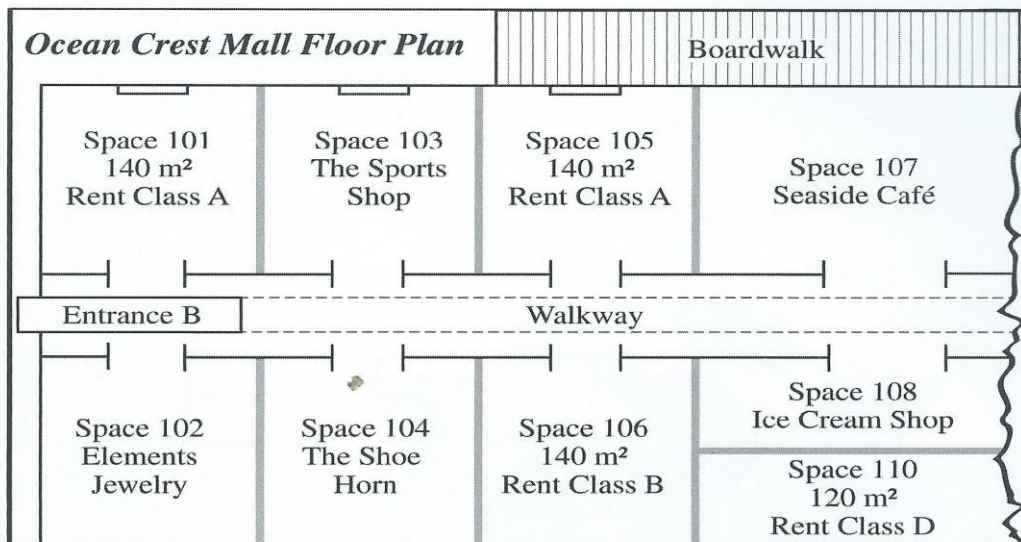 Ocean Crest Mall Floor Plan
Boardwalk
Space 101
140 m²
Rent Class A
Space 103
The Sports
Shop
Space 105
140 m²
Rent Class A
Space 107
Seaside Café
Entrance B
Walkway
Space 102
Elements
Jewelry
Space 104
The Shoe
Horn
Space 106
140 m²
Rent Class B
Space 108
Ice Cream Shop
Space 110
120 m²
Rent Class D